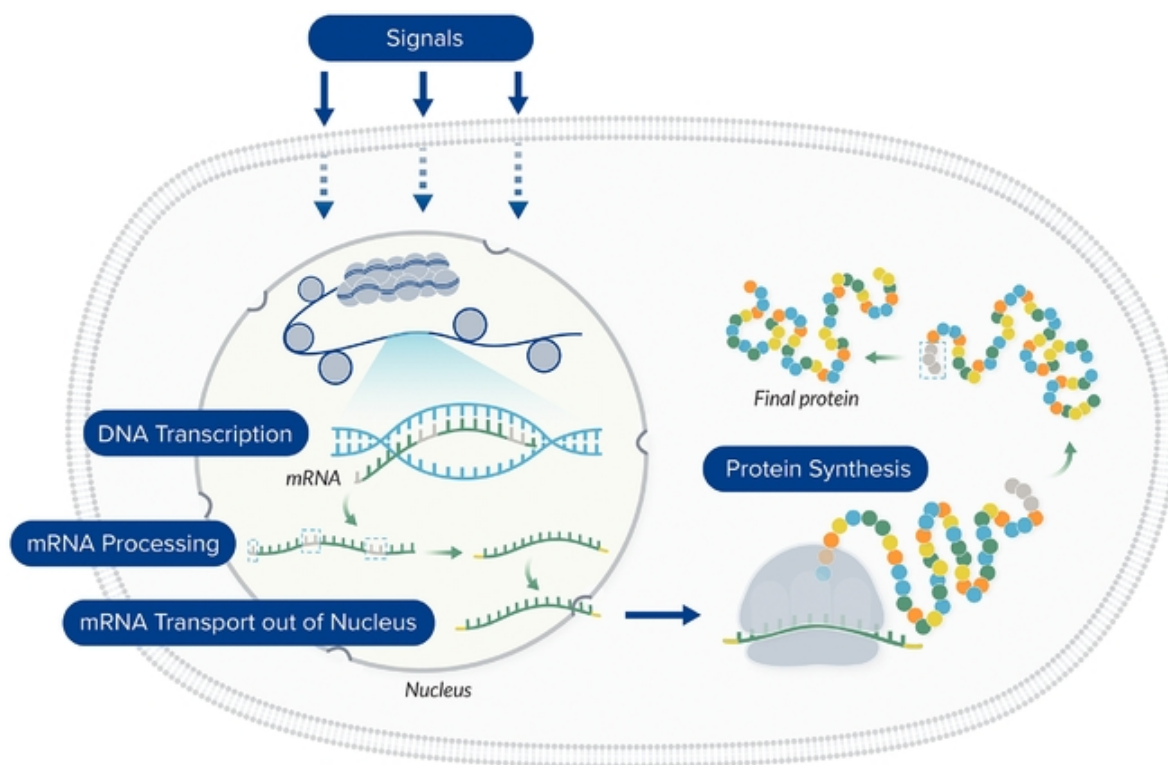 Signals
DNA Transcription
mRNA
mRNA Processing
mRNA Transport out of Nucleus
Nucleus
Final protein
Protein Synthesis